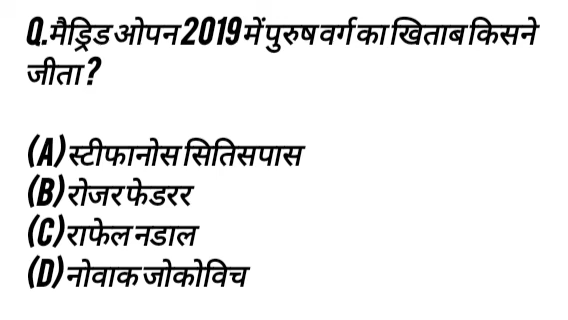 Q.मैड्रिड ओपन 2019 में पुरुष वर्ग का खिताब किसने
जीता ?
(A) स्टीफानोस सितिसपास
(B) रोजर फेडरर
(C) राफेल नडाल
(D) नोवाक जोकोविच